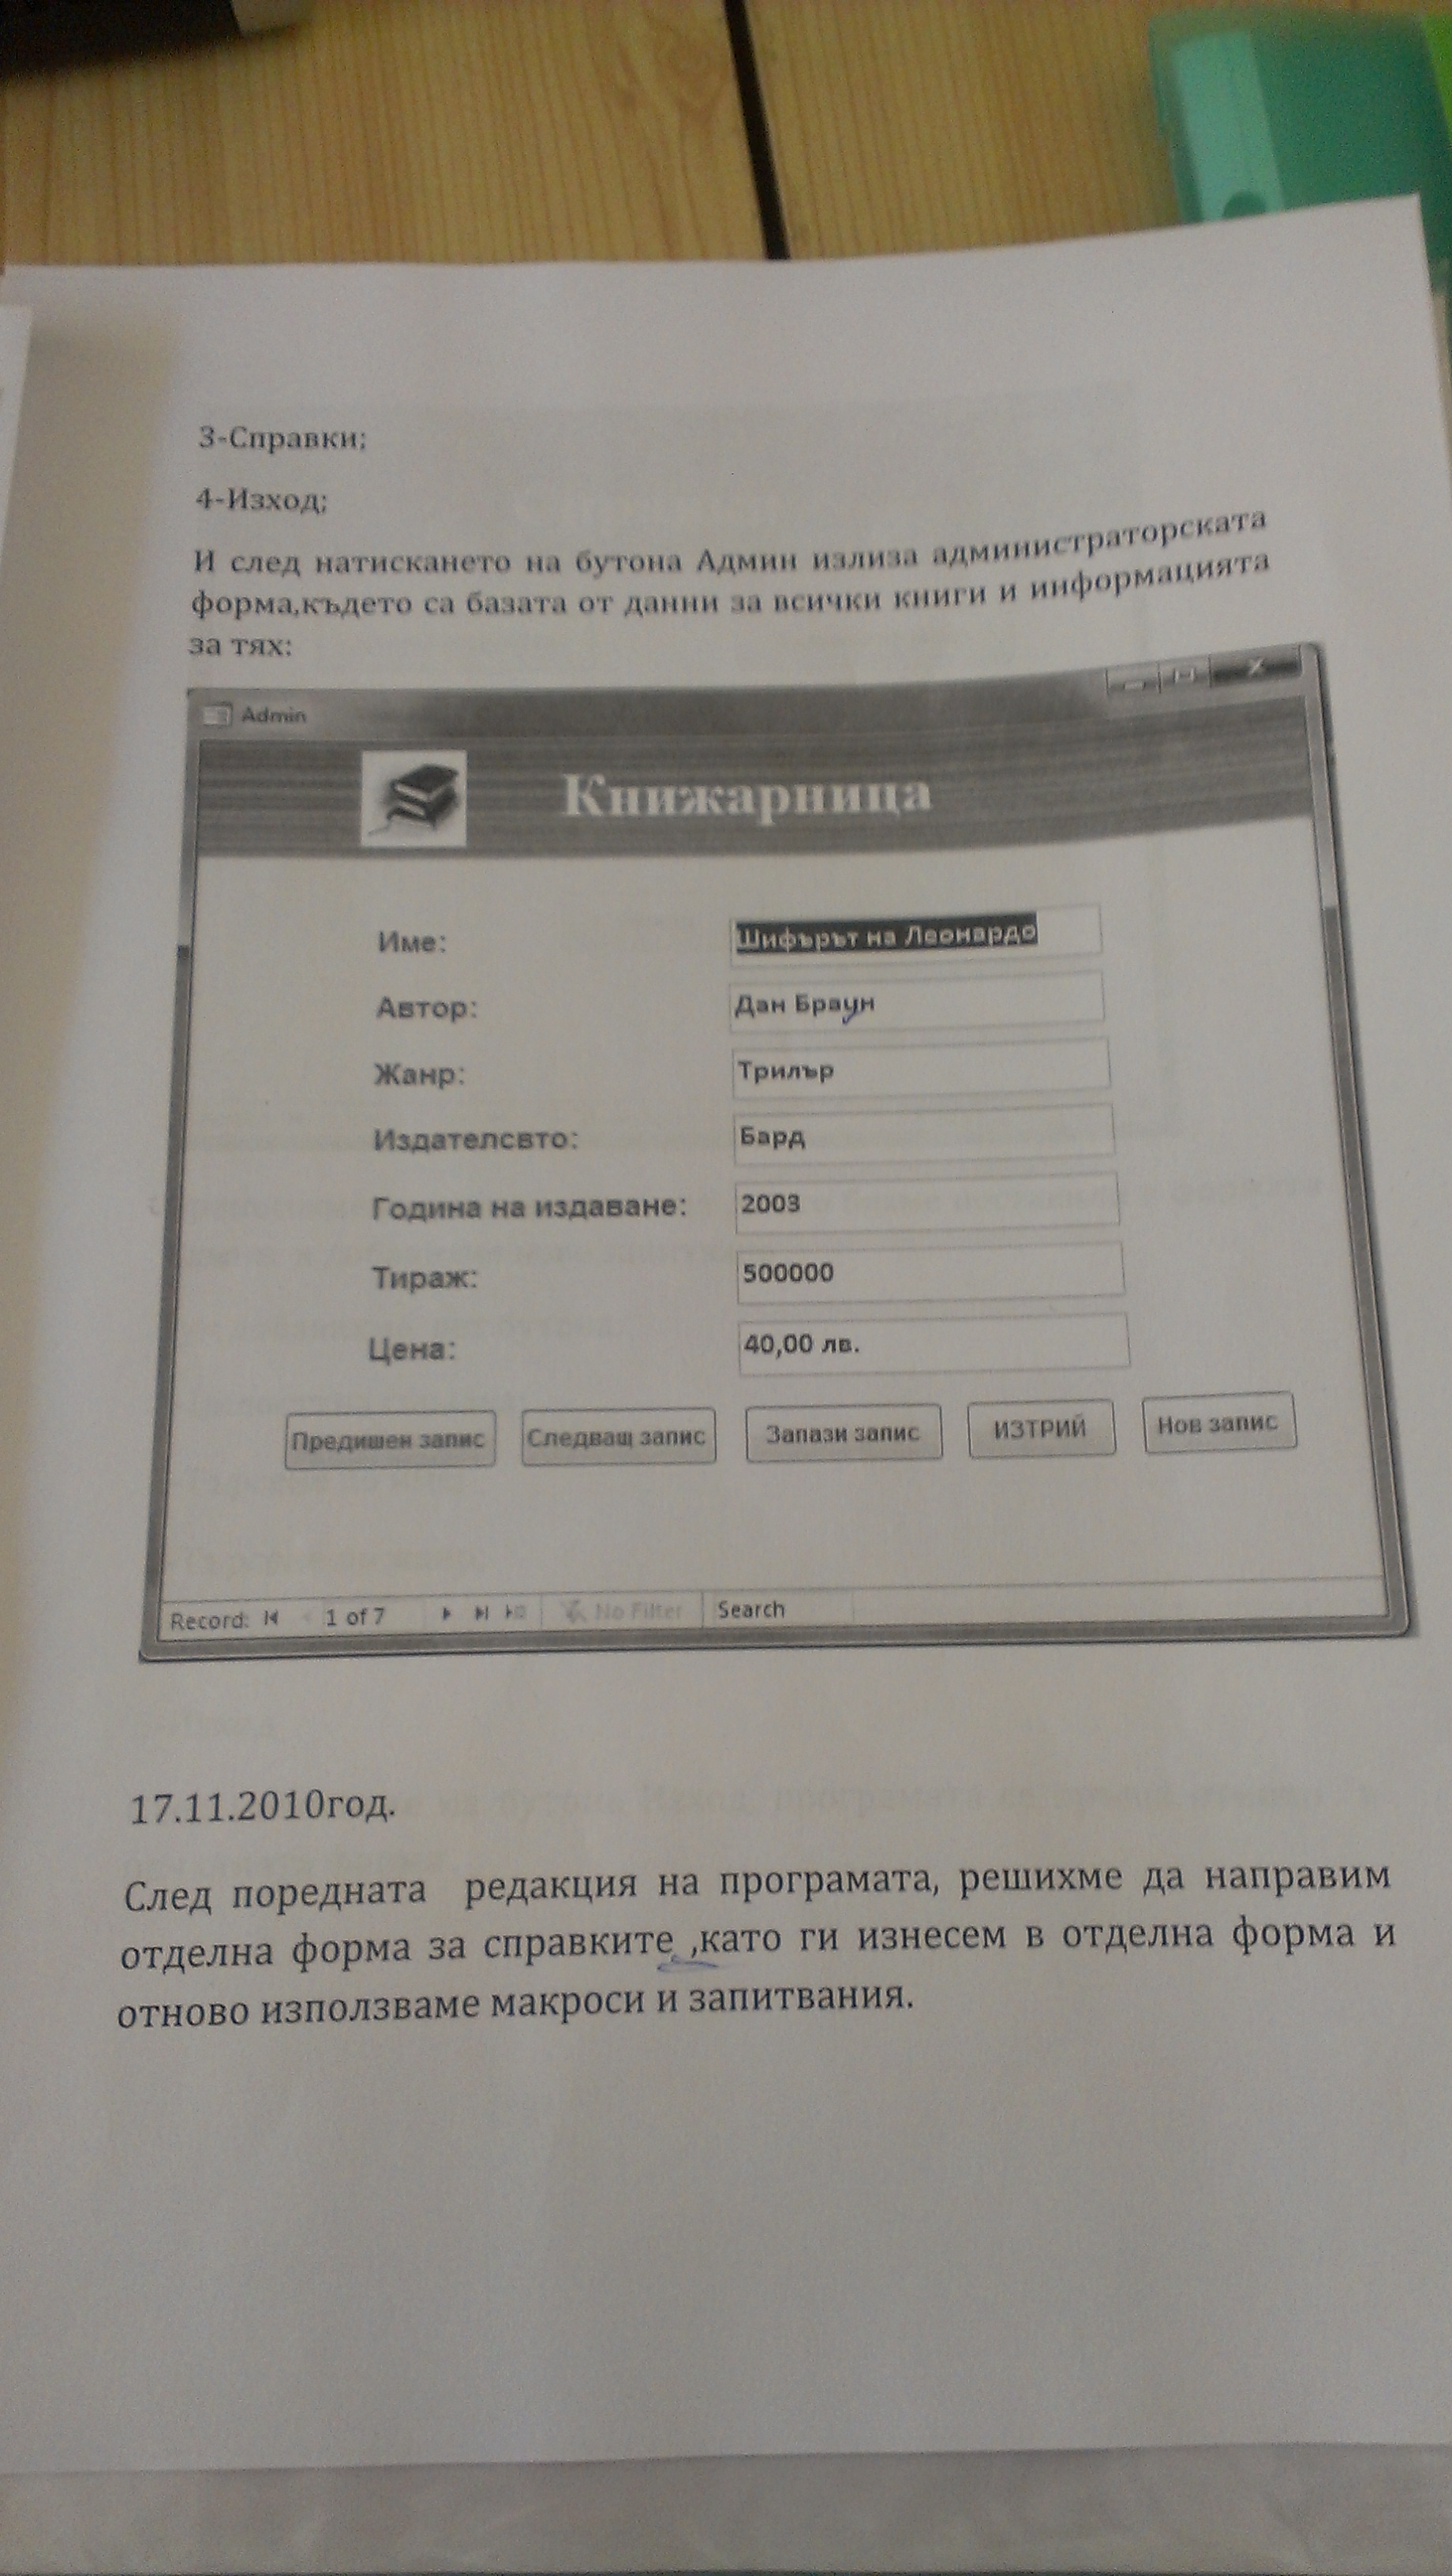 3-Справки;
4-Изход;
И след натискането на бутона Админ излиза администраторската
форма,където са базата от данни за всички книги и информацията
за тях:
Admin
Книжарница
Име: Шифърът на Леонардо
Автор: Дан Браун
Жанр: Трилър
Издателсвто: Бард
Година на издаване: 2003
Тираж: 500000
Цена: 40,00 лв.
Предишен запис Следващ запис Запази запис ИЗТРИЙ Нов запис
Record: 1 of 7 No Filter Search
17.11.2010год.
След поредната редакция на програмата, решихме да направим
отделна форма за справките ,като ги изнесем в отделна форма и
отново използваме макроси и запитвания.